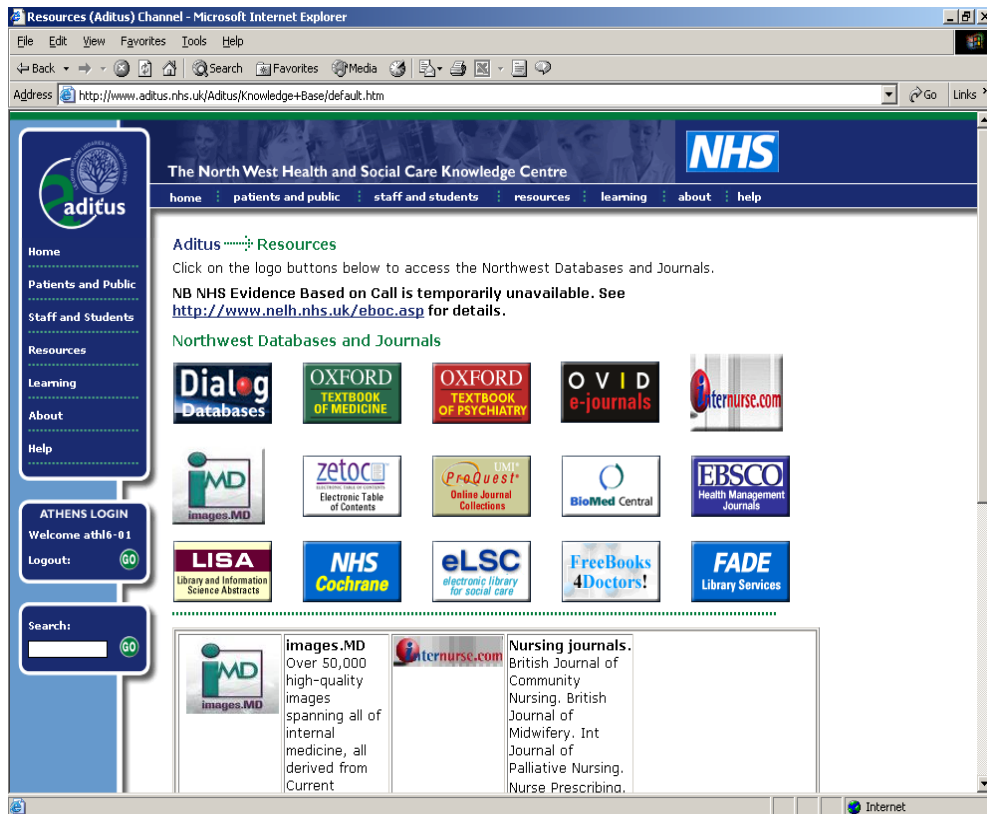 Resources (Aditus) Channel - Microsoft Internet Explorer
File Edit View Favorites Tools Help
Back Search Favorites Media
Address http://www.aditus.nhs.uk/Aditus/Knowledge+Base/default.htm Go Links
aditus
The North West Health and Social Care Knowledge Centre
NHS
home patients and public staff and students resources learning about help
Home
Patients and Public
Staff and Students
Resources
Learning
About
Help
ATHENS LOGIN
Welcome athl6-01
Logout: GO
Search:
GO
Aditus Resources
Click on the logo buttons below to access the Northwest Databases and Journals.
NB NHS Evidence Based on Call is temporarily unavailable. See
http://www.nelh.nhs.uk/eboc.asp for details.
Northwest Databases and Journals
Dialog
Databases
OXFORD
TEXTBOOK
OF MEDICINE
OXFORD
TEXTBOOK
OF PSYCHIATRY
OVID
e-journals
internurse.com
iMD
images.MD
zetoc
ELECTRONIC TABLE OF CONTENTS
Electronic Table
of Contents
UMI
ProQuest
Online Journal
Collections
BioMed Central
EBSCO
Health Management
Journals
LISA
Library and Information
Science Abstracts
NHS
Cochrane
eLSC
electronic library
for social care
FreeBooks
4Doctors!
FADE
Library Services
iMD
images.MD
images.MD
Over 50,000
high-quality
images
spanning all of
internal
medicine, all
derived from
Current
internurse.com
Nursing journals.
British Journal of
Community
Nursing. British
Journal of
Midwifery. Int
Journal of
Palliative Nursing.
Nurse Prescribing.
Internet